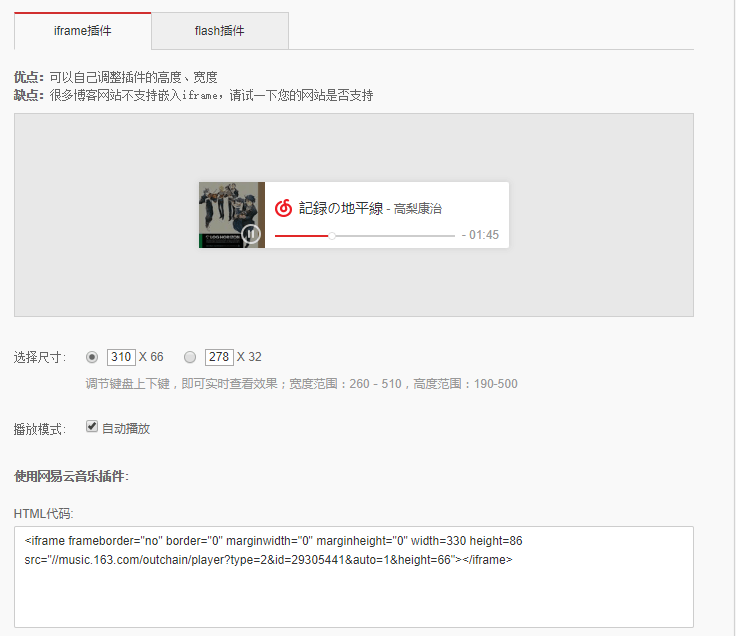 iframe插件
flash插件
优点：可以自己调整插件的高度、宽度
缺点：很多博客网站不支持嵌入iframe，请试一下您的网站是否支持
記録の地平線 - 高梨康治
- 01:45
LOG HORIZON
选择尺寸： 310 X 66 278 X 32
调节键盘上下键，即可实时查看效果；宽度范围：260 - 510，高度范围：190-500
播放模式： 自动播放
使用网易云音乐插件：
HTML代码:
<iframe frameborder="no" border="0" marginwidth="0" marginheight="0" width=330 height=86
src="//music.163.com/outchain/player?type=2&id=29305441&auto=1&height=66"></iframe>